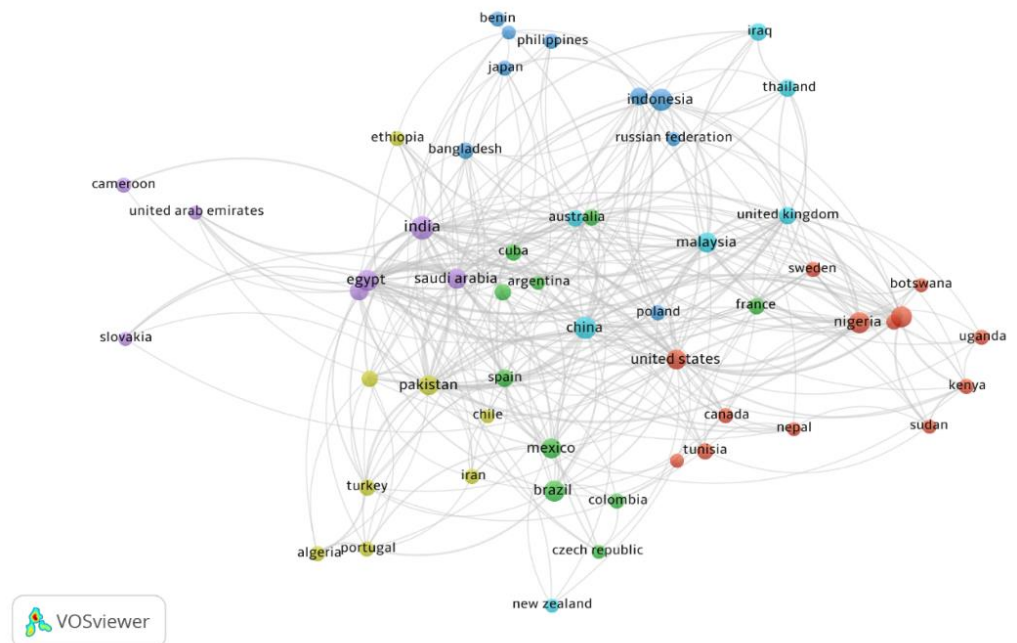 benin
philippines
iraq
japan
thailand
indonesia
ethiopia
russian federation
bangladesh
cameroon
united arab emirates
india
australia
united kingdom
malaysia
cuba
sweden
egypt
saudi arabia
argentina
botswana
france
poland
nigeria
china
slovakia
uganda
united states
pakistan
spain
kenya
chile
canada
nepal
sudan
mexico
tunisia
iran
turkey
brazil
colombia
algeria
portugal
czech republic
new zealand
VOSviewer